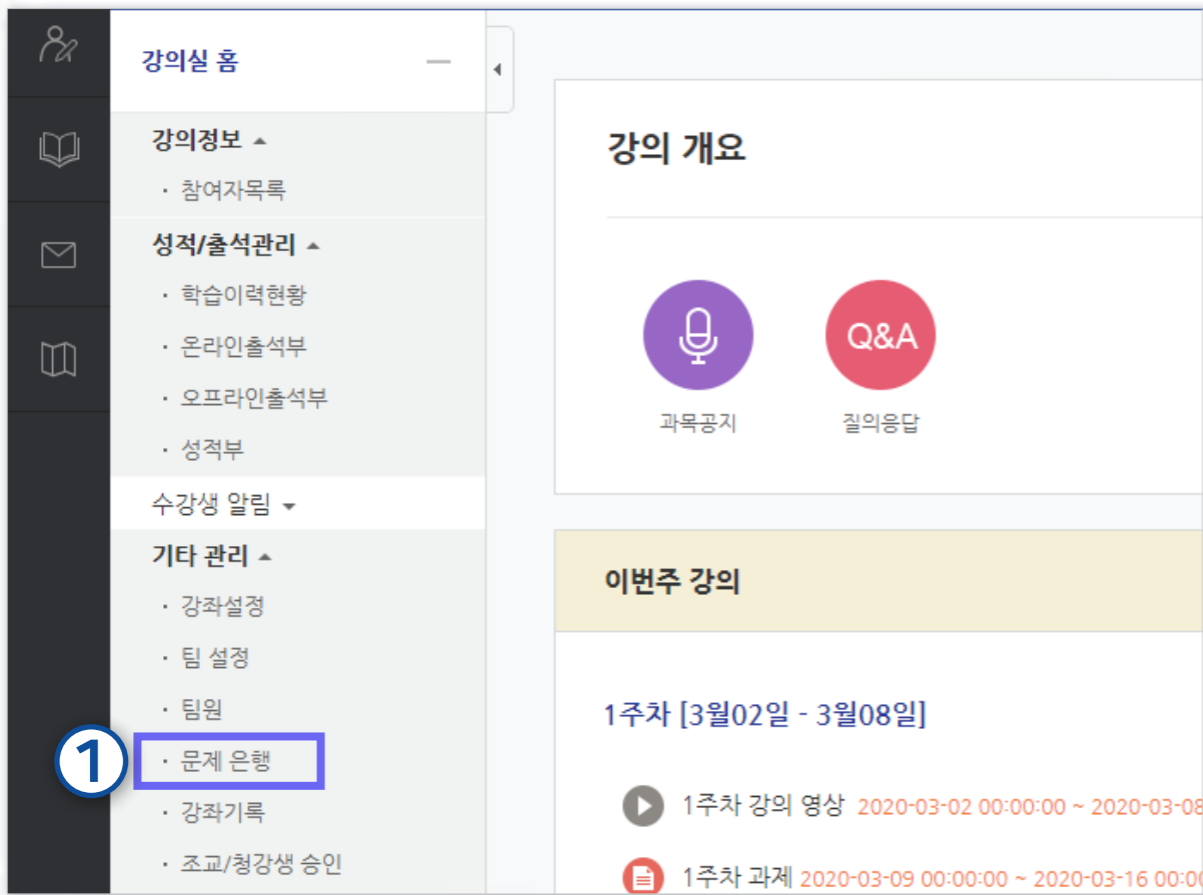 강의실 홈
강의정보
· 참여자목록
성적/출석관리
· 학습이력현황
· 온라인출석부
· 오프라인출석부
· 성적부
수강생 알림
기타 관리
· 강좌설정
· 팀 설정
· 팀원
1
· 문제 은행
· 강좌기록
· 조교/청강생 승인
강의 개요
Q&A
과목공지
질의응답
이번주 강의
1주차 [3월02일 - 3월08일]
1주차 강의 영상 2020-03-02 00:00:00 ~ 2020-03-08
1주차 과제 2020-03-09 00:00:00 ~ 2020-03-16 00:0